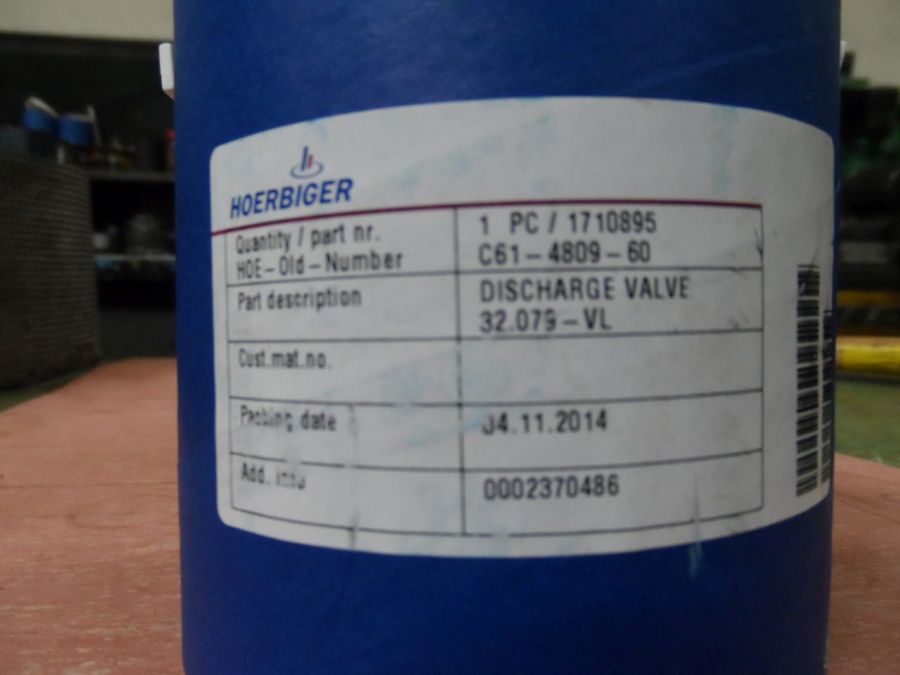 HOERBIGER
Quantity / part nr. 1 PC / 1710895
HOE-Old-Number C61-4809-60
Part description DISCHARGE VALVE
32.079-VL
Cust.mat.no.
Packing date 04.11.2014
Add. info 0002370486